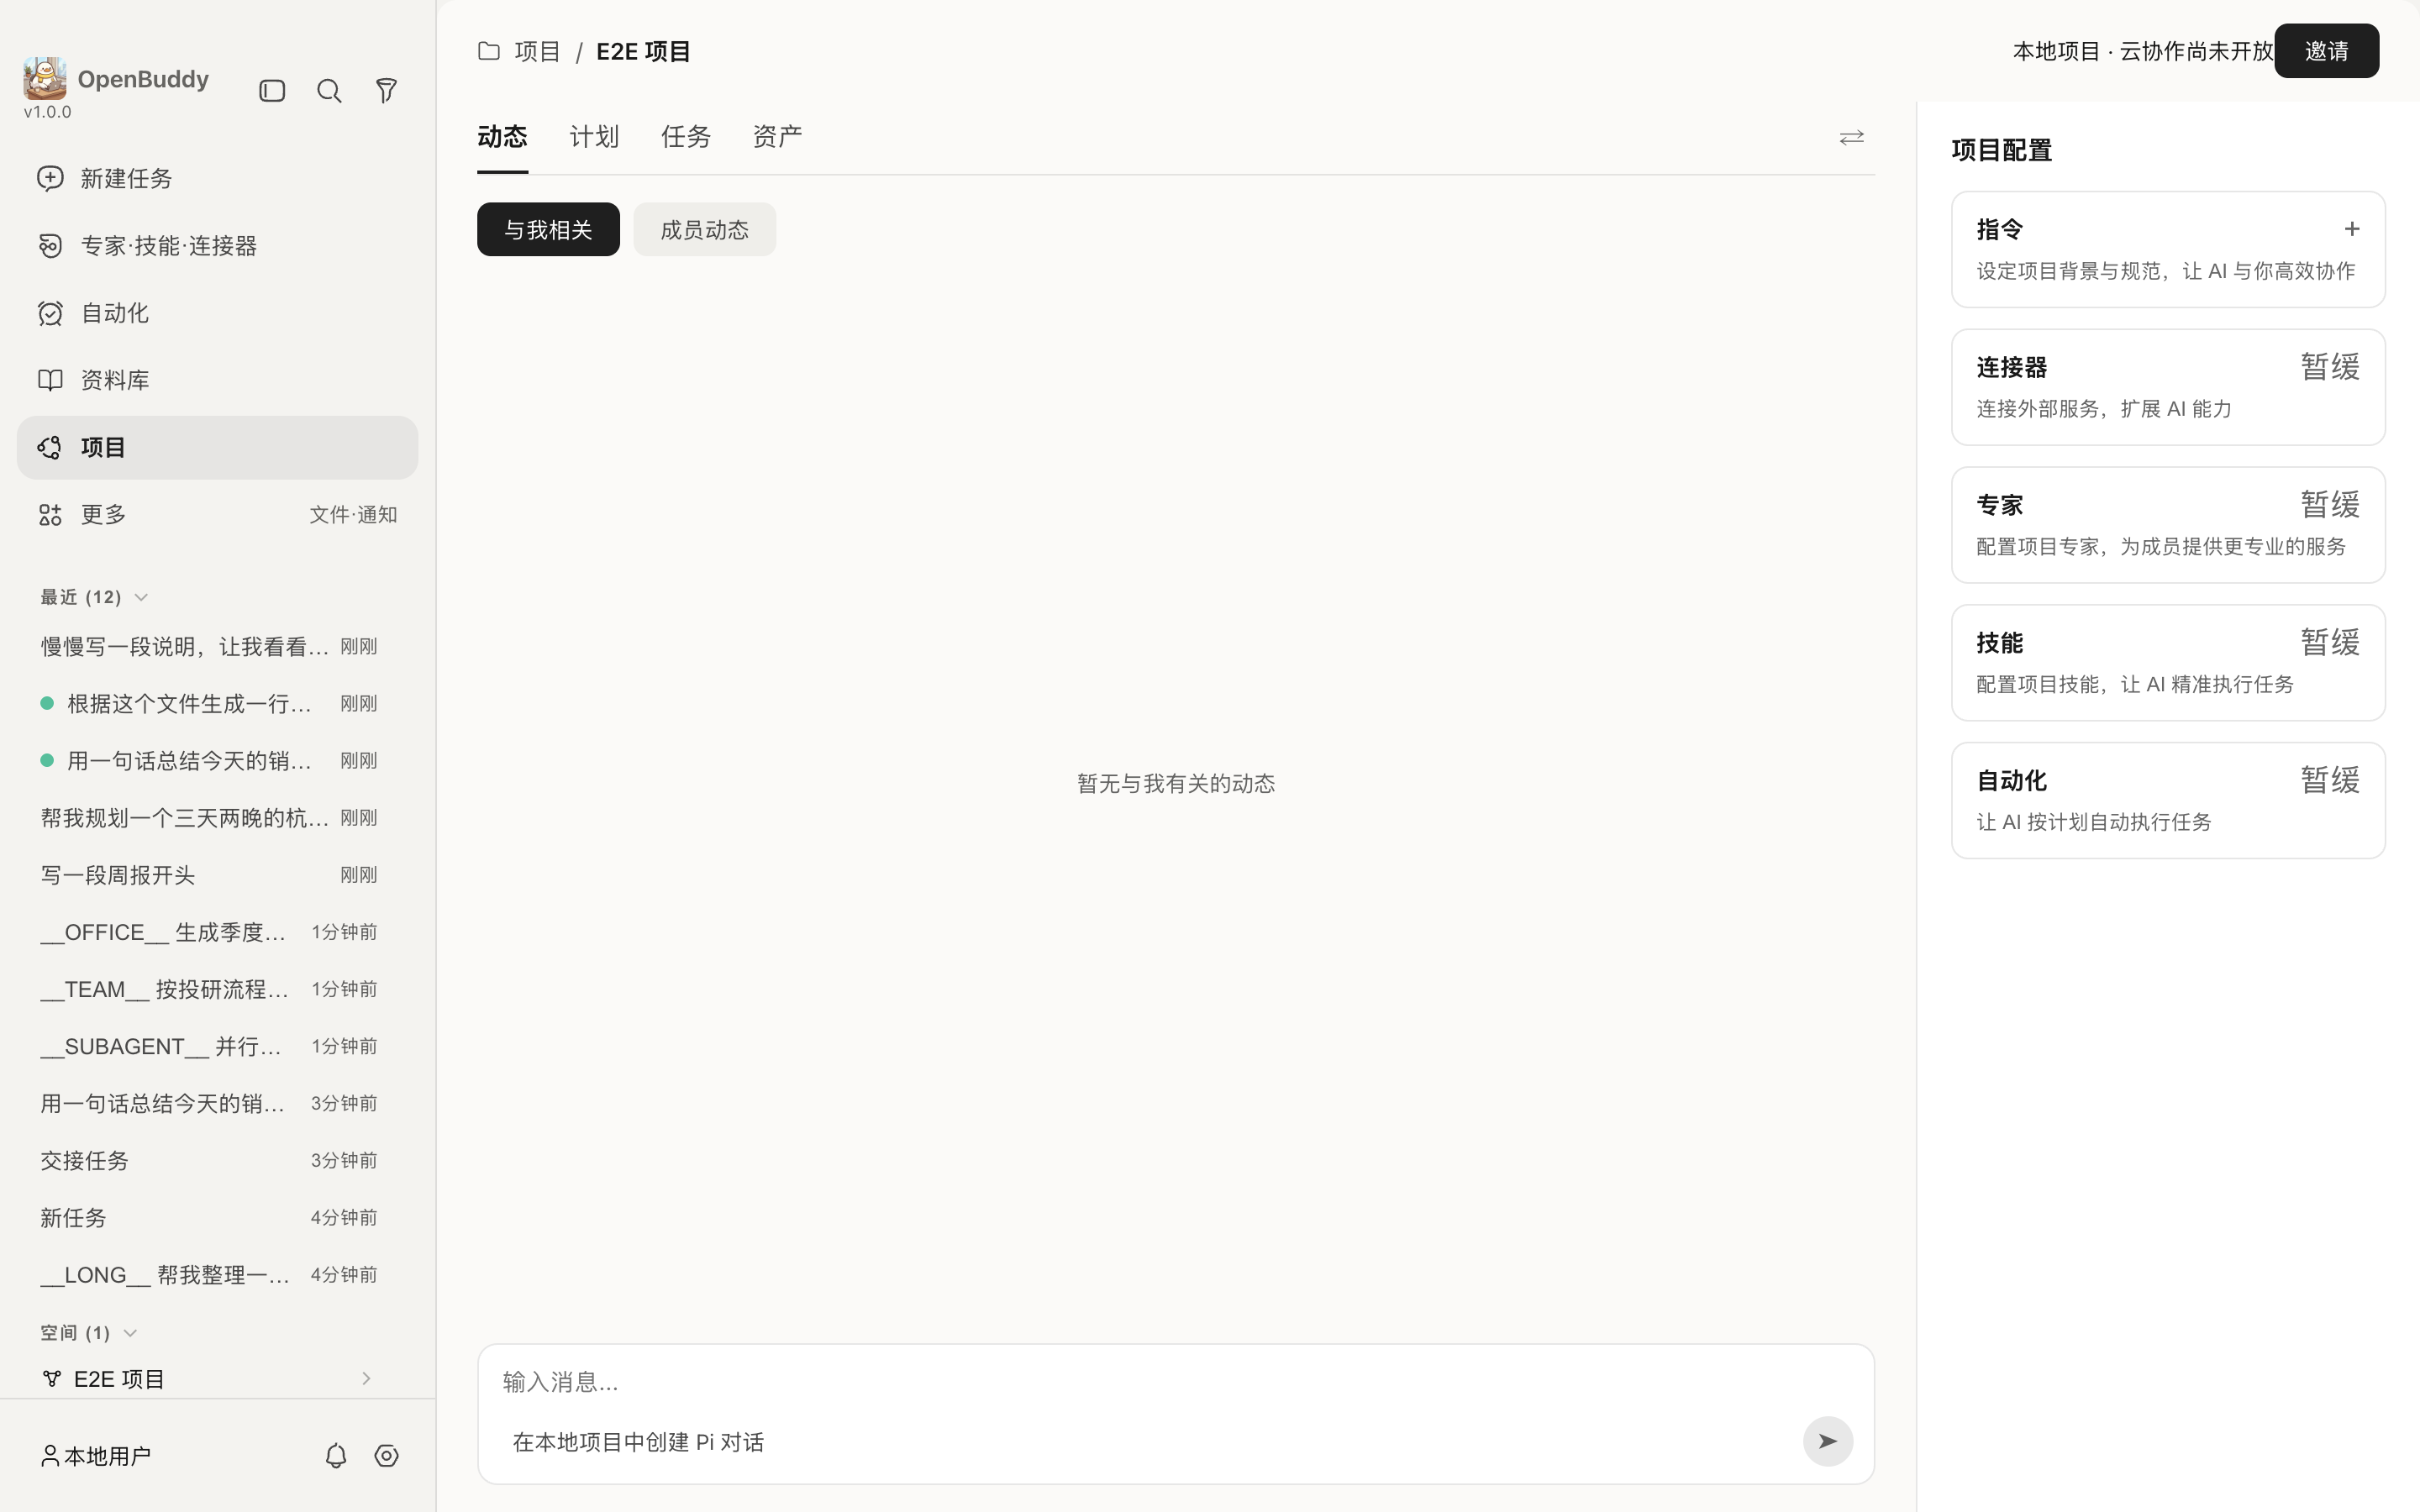 OpenBuddy
v1.0.0
新建任务
专家·技能·连接器
自动化
资料库
项目
更多 文件·通知
最近 (12)
慢慢写一段说明，让我看看… 刚刚
根据这个文件生成一行… 刚刚
用一句话总结今天的销… 刚刚
帮我规划一个三天两晚的杭… 刚刚
写一段周报开头 刚刚
__OFFICE__ 生成季度… 1分钟前
__TEAM__ 按投研流程… 1分钟前
__SUBAGENT__ 并行… 1分钟前
用一句话总结今天的销… 3分钟前
交接任务 3分钟前
新任务 4分钟前
__LONG__ 帮我整理一… 4分钟前
空间 (1)
E2E 项目
本地用户
项目 / E2E 项目
本地项目 · 云协作尚未开放 邀请
动态 计划 任务 资产
与我相关 成员动态
暂无与我有关的动态
输入消息...
在本地项目中创建 Pi 对话
项目配置
指令 +
设定项目背景与规范，让 AI 与你高效协作
连接器 暂缓
连接外部服务，扩展 AI 能力
专家 暂缓
配置项目专家，为成员提供更专业的服务
技能 暂缓
配置项目技能，让 AI 精准执行任务
自动化 暂缓
让 AI 按计划自动执行任务